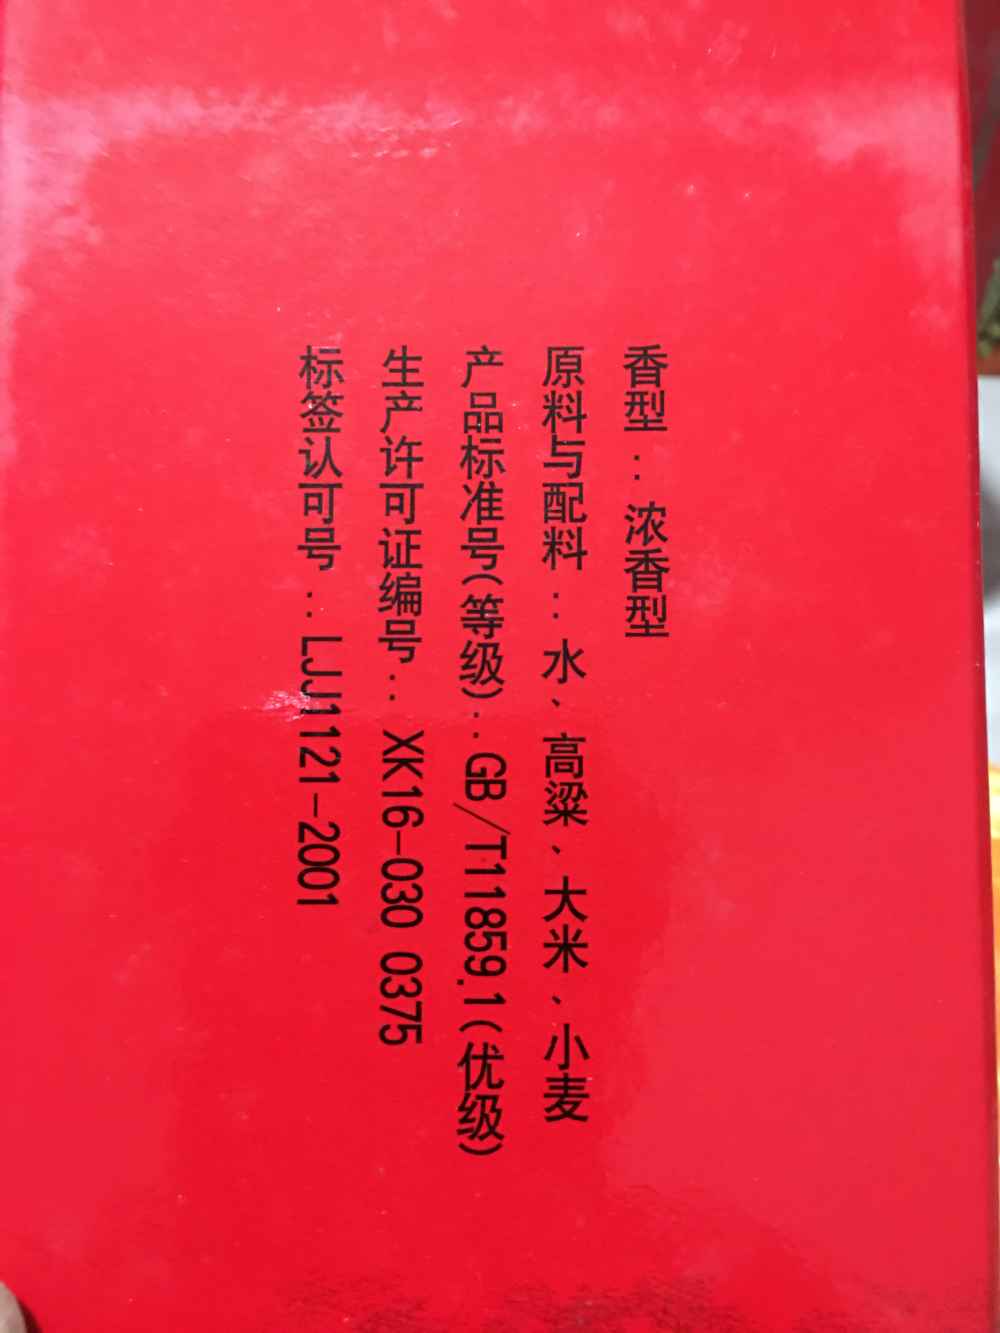 香型：浓香型
原料与配料：水、高粱、大米、小麦
产品标准号(等级)：GB/T11859.1(优级)
生产许可证编号：XK16-030 0375
标签认可号：LJJ1121-2001